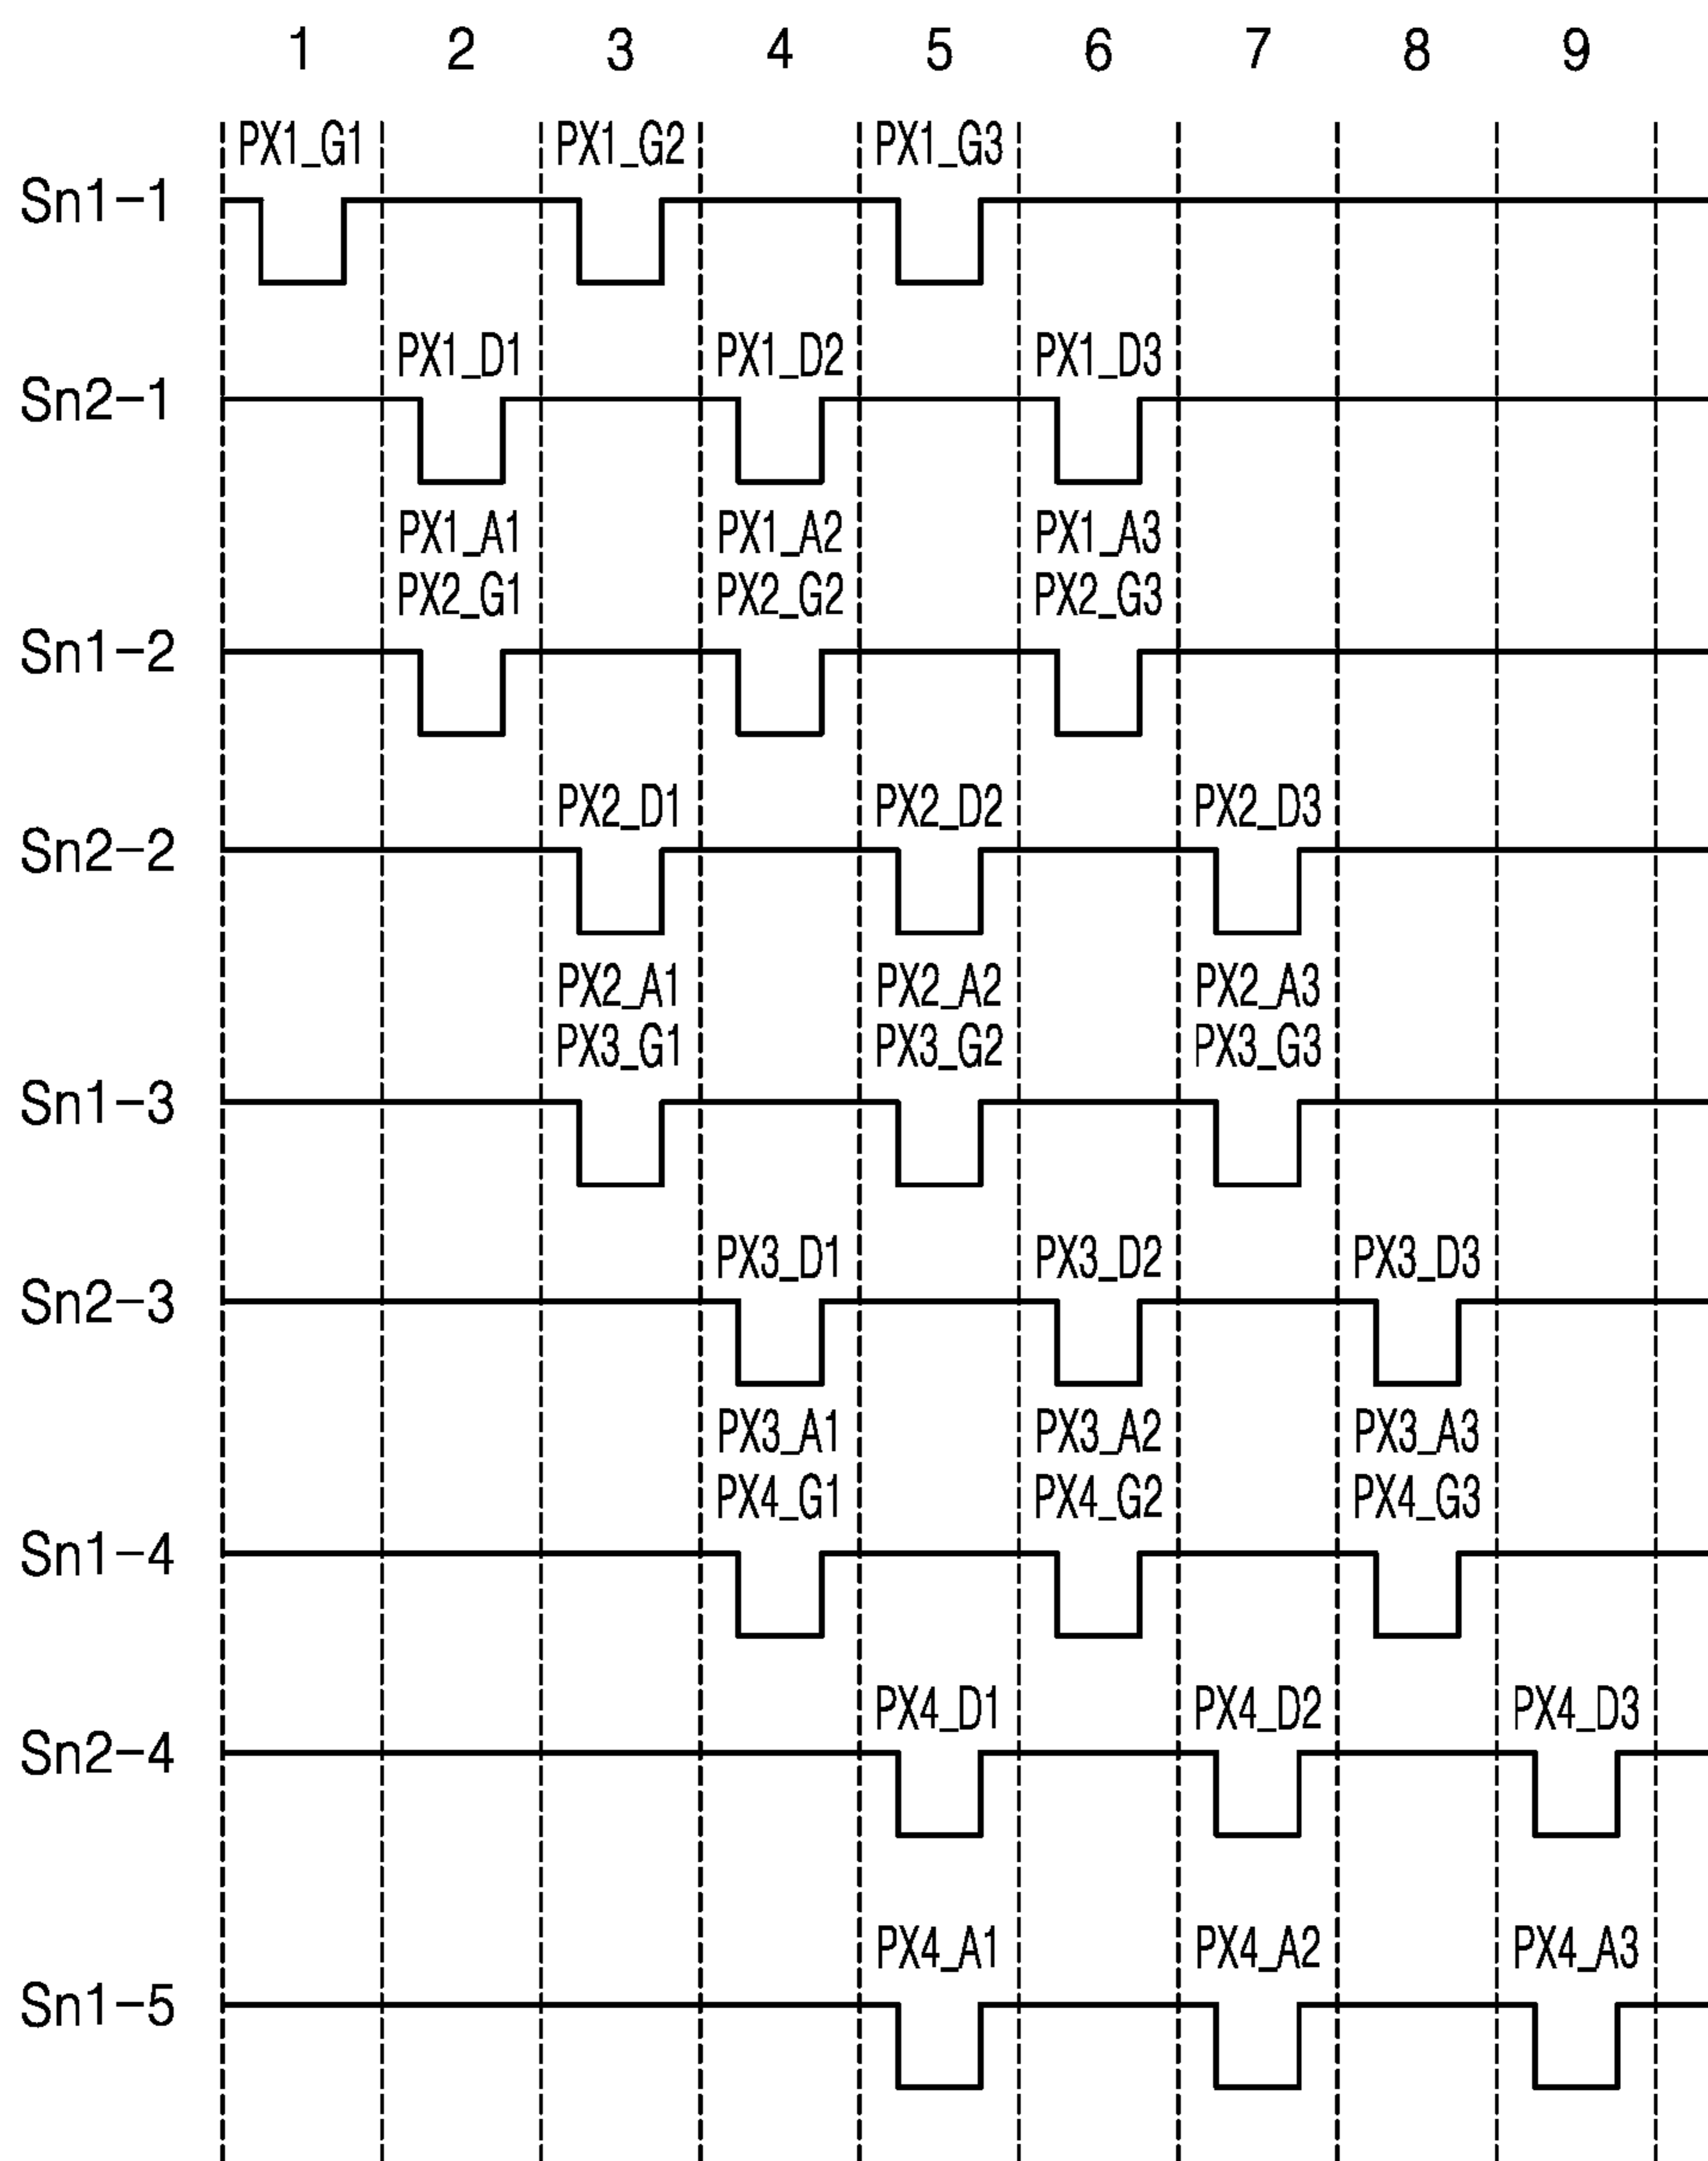 1 2 3 4 5 6 7 8 9
PX1_G1 PX1_G2 PX1_G3
Sn1-1
PX1_D1 PX1_D2 PX1_D3
Sn2-1
PX1_A1 PX1_A2 PX1_A3
PX2_G1 PX2_G2 PX2_G3
Sn1-2
PX2_D1 PX2_D2 PX2_D3
Sn2-2
PX2_A1 PX2_A2 PX2_A3
PX3_G1 PX3_G2 PX3_G3
Sn1-3
PX3_D1 PX3_D2 PX3_D3
Sn2-3
PX3_A1 PX3_A2 PX3_A3
PX4_G1 PX4_G2 PX4_G3
Sn1-4
PX4_D1 PX4_D2 PX4_D3
Sn2-4
PX4_A1 PX4_A2 PX4_A3
Sn1-5